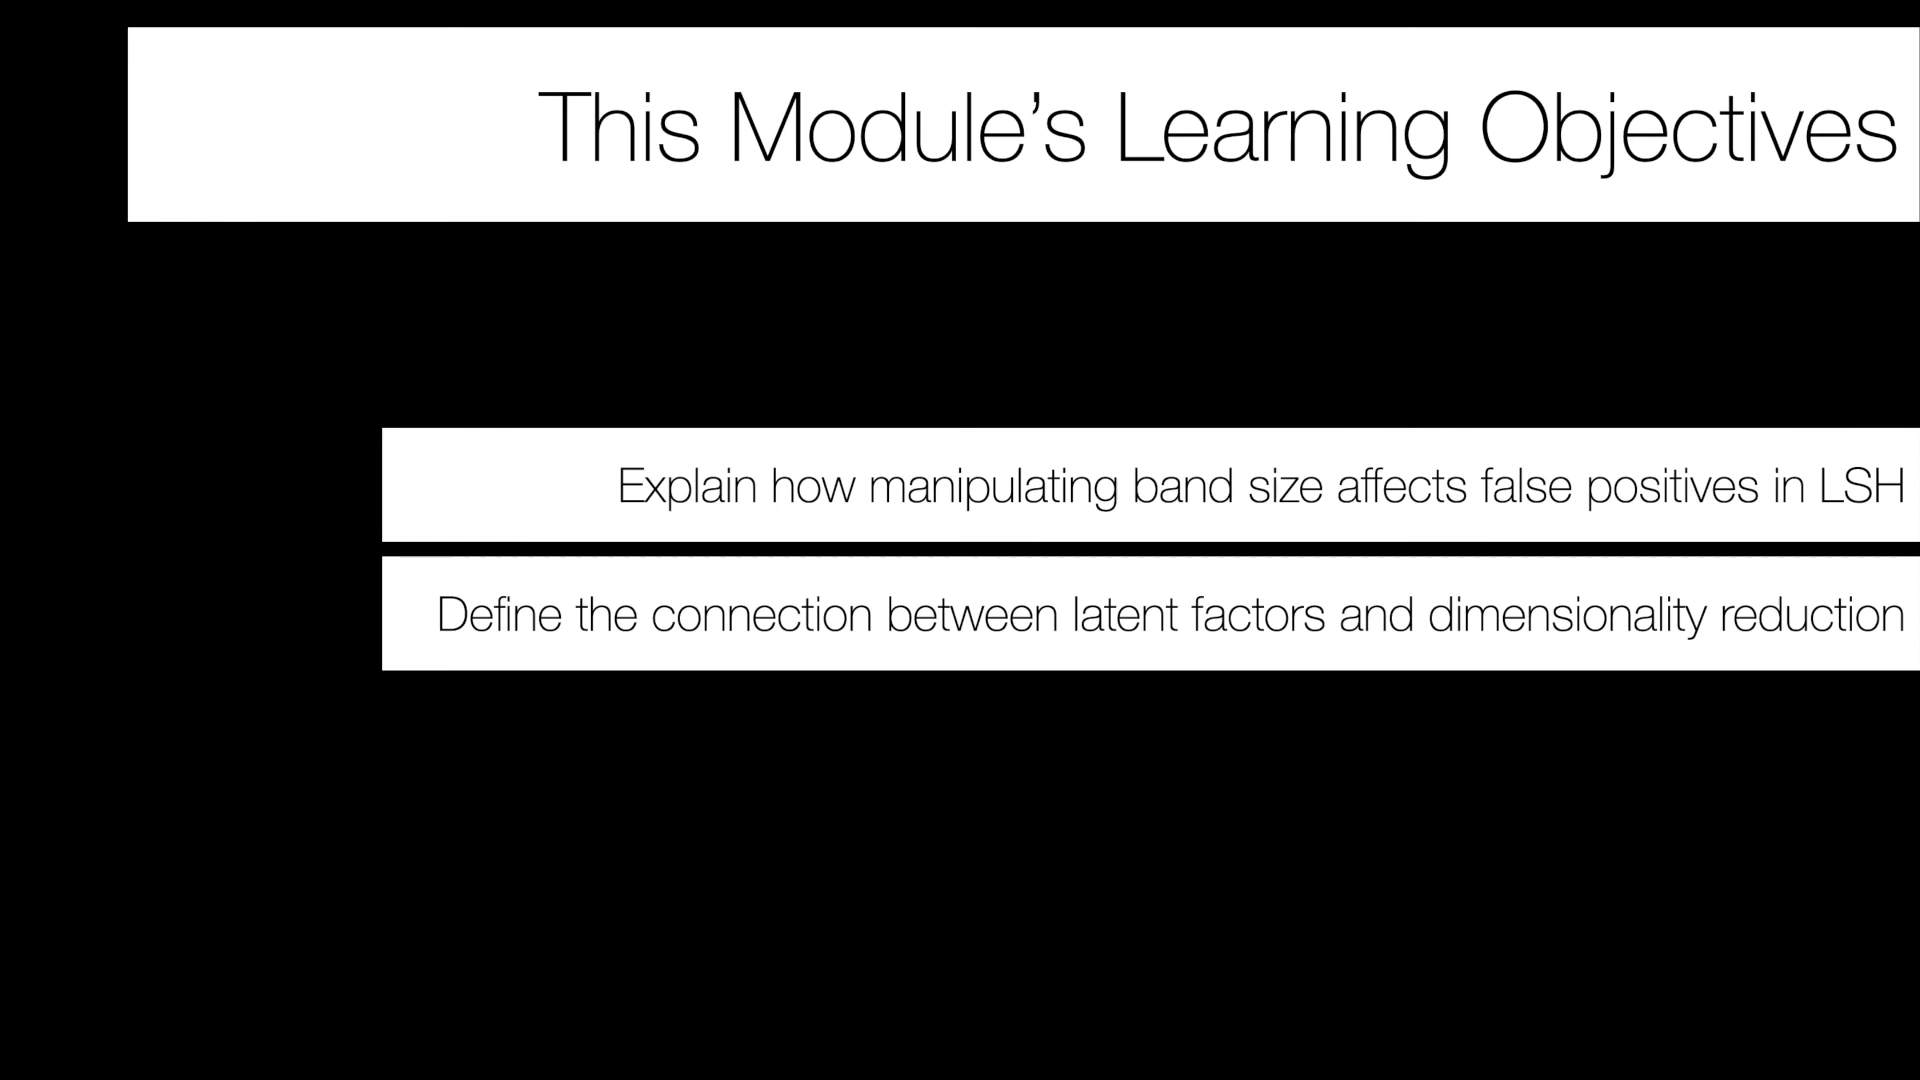 This Module’s Learning Objectives
Explain how manipulating band size affects false positives in LSH
Define the connection between latent factors and dimensionality reduction